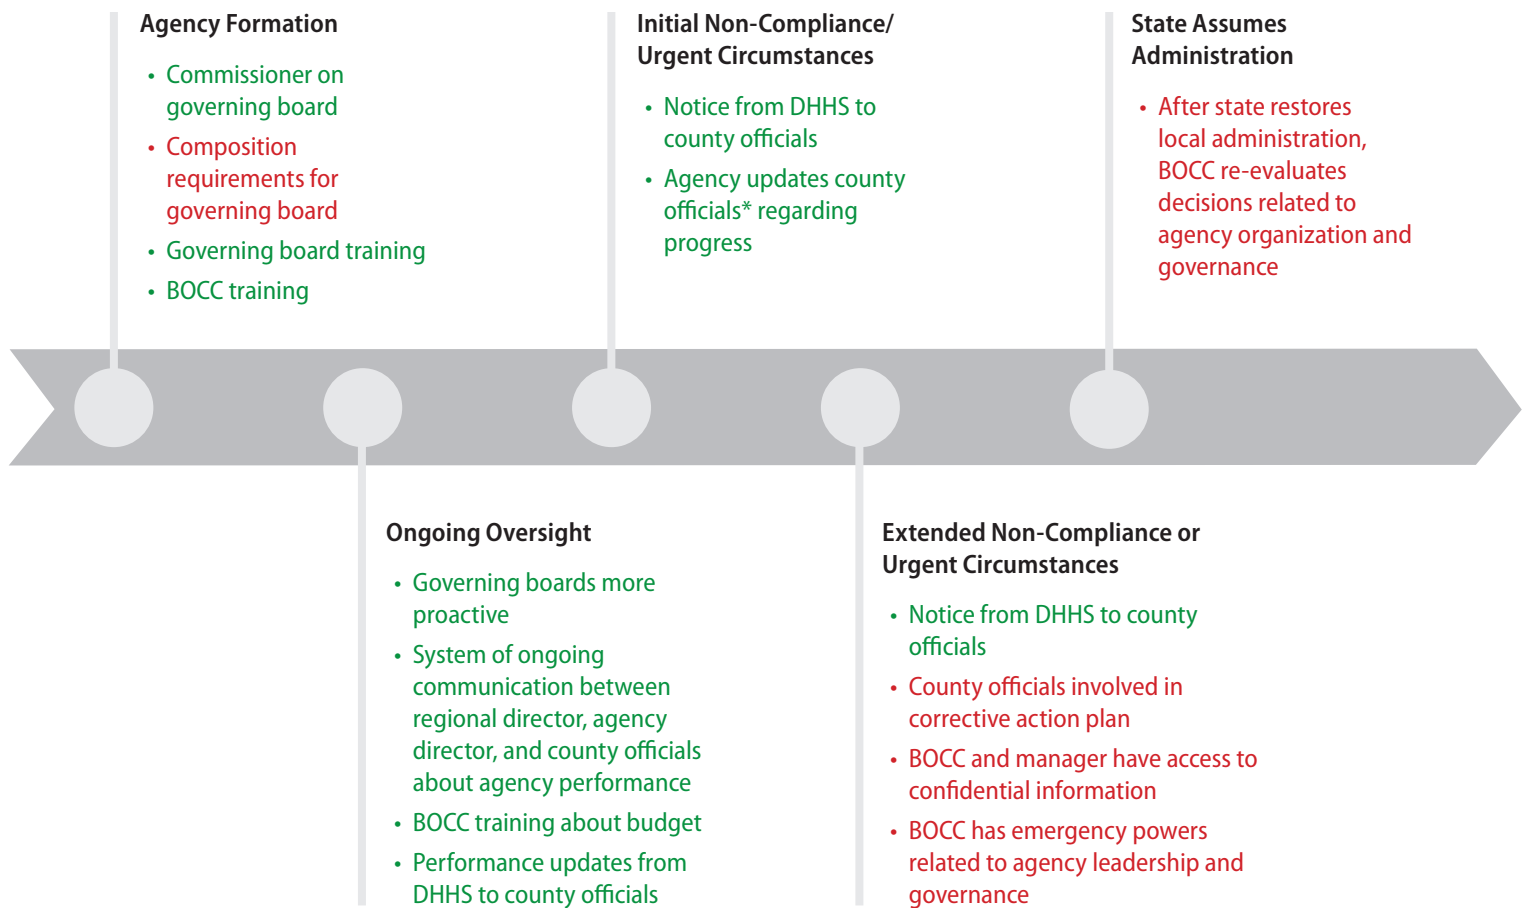 Agency Formation
• Commissioner on
governing board
• Composition
requirements for
governing board
• Governing board training
• BOCC training
Initial Non-Compliance/
Urgent Circumstances
• Notice from DHHS to
county officials
• Agency updates county
officials* regarding
progress
State Assumes
Administration
• After state restores
local administration,
BOCC re-evaluates
decisions related to
agency organization and
governance
Ongoing Oversight
• Governing boards more
proactive
• System of ongoing
communication between
regional director, agency
director, and county officials
about agency performance
• BOCC training about budget
• Performance updates from
DHHS to county officials
Extended Non-Compliance or
Urgent Circumstances
• Notice from DHHS to county
officials
• County officials involved in
corrective action plan
• BOCC and manager have access to
confidential information
• BOCC has emergency powers
related to agency leadership and
governance